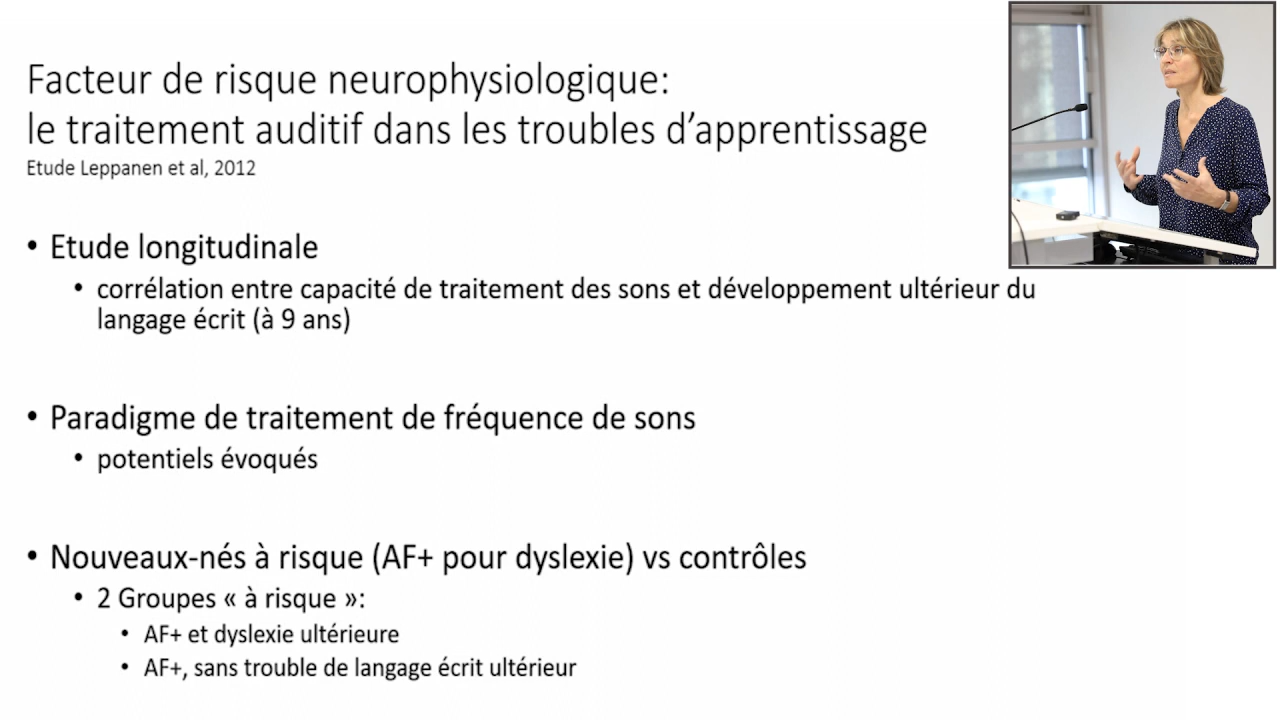 Facteur de risque neurophysiologique:
le traitement auditif dans les troubles d’apprentissage
Etude Leppanen et al, 2012
• Etude longitudinale
• corrélation entre capacité de traitement des sons et développement ultérieur du
langage écrit (à 9 ans)
• Paradigme de traitement de fréquence de sons
• potentiels évoqués
• Nouveaux-nés à risque (AF+ pour dyslexie) vs contrôles
• 2 Groupes « à risque »:
• AF+ et dyslexie ultérieure
• AF+, sans trouble de langage écrit ultérieur